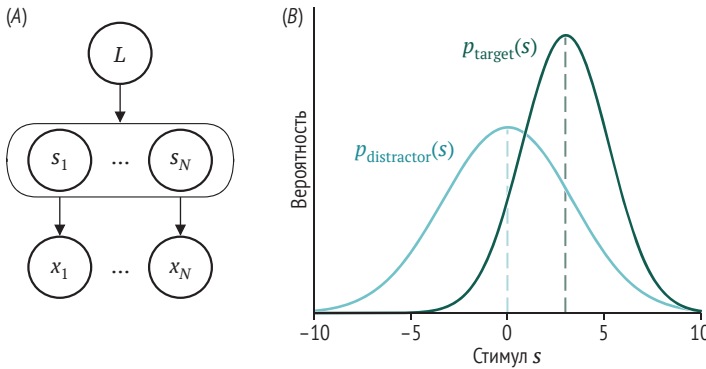 (A)
L
s1 ... sN
x1 ... xN
(B)
ptarget(s)
pdistractor(s)
Вероятность
−10 −5 0 5 10
Стимул s